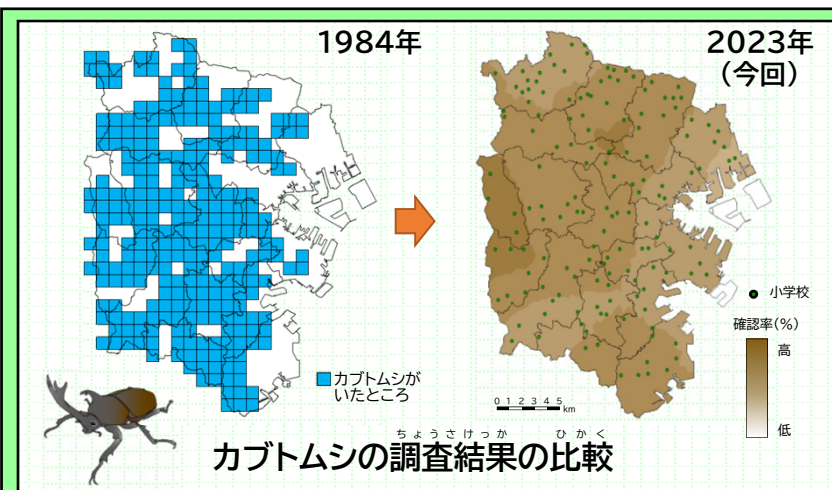 1984年
2023年
（今回）
カブトムシが
いたところ
小学校
確認率(%)
高
低
0 1 2 3 4 5
km
ちょうさけっか ひかく
カブトムシの調査結果の比較